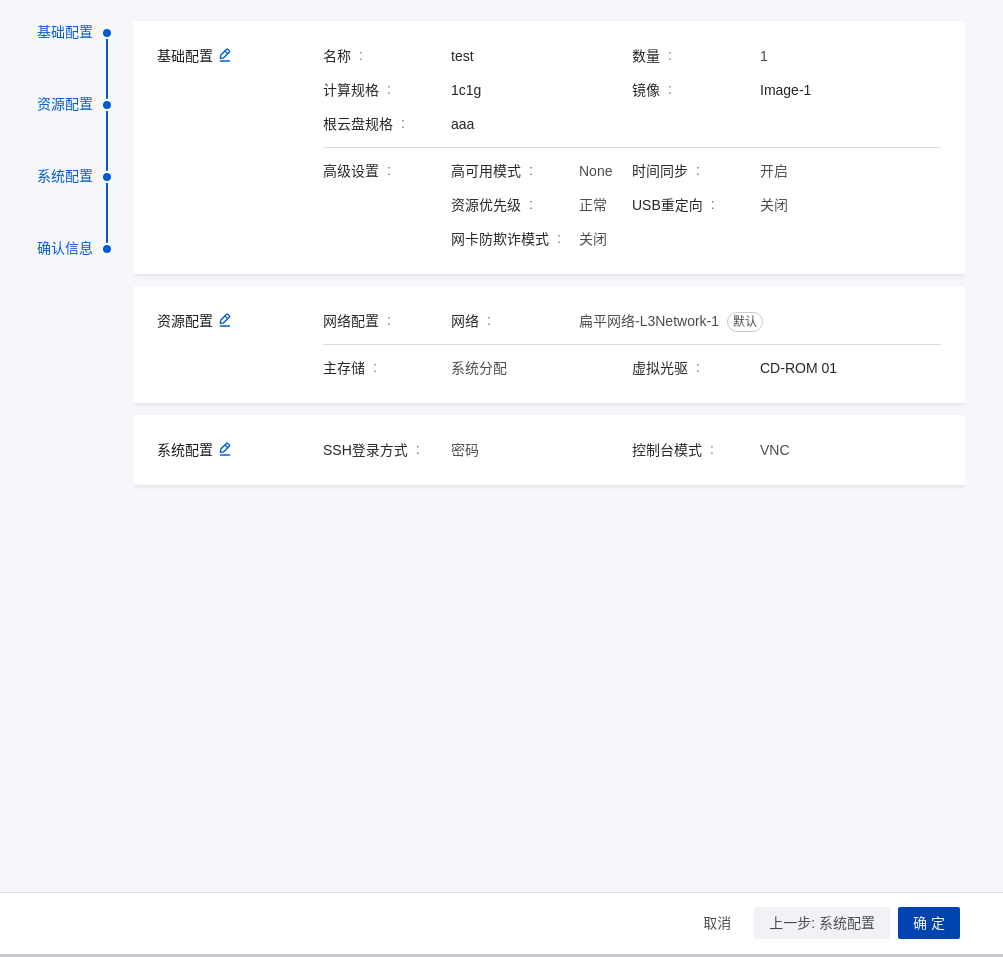 基础配置
资源配置
系统配置
确认信息
基础配置 名称 : test 数量 : 1
计算规格 : 1c1g 镜像 : Image-1
根云盘规格 : aaa
高级设置 : 高可用模式 : None 时间同步 : 开启
资源优先级 : 正常 USB重定向 : 关闭
网卡防欺诈模式 : 关闭
资源配置 网络配置 : 网络 : 扁平网络-L3Network-1 默认
主存储 : 系统分配 虚拟光驱 : CD-ROM 01
系统配置 SSH登录方式 : 密码 控制台模式 : VNC
取消 上一步: 系统配置 确 定